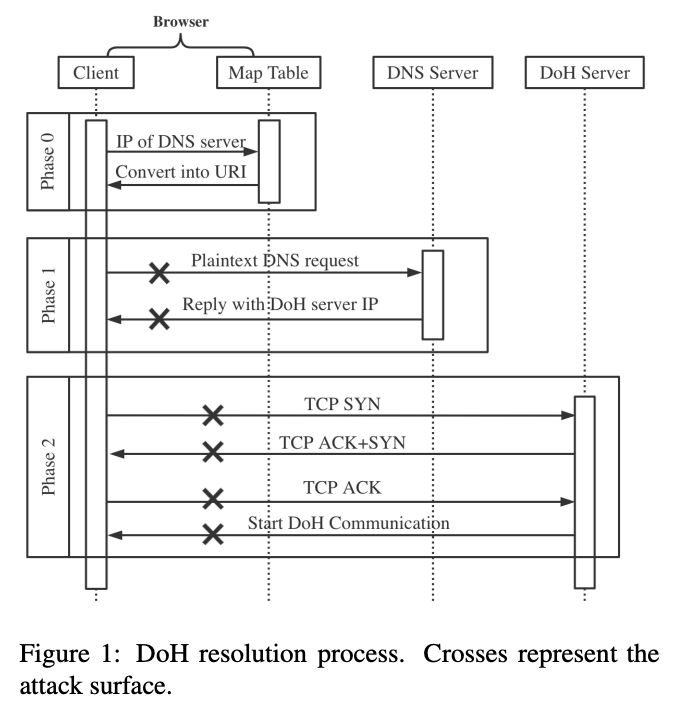 Browser
Client
Map Table
DNS Server
DoH Server
Phase 0
IP of DNS server
Convert into URI
Phase 1
Plaintext DNS request
Reply with DoH server IP
Phase 2
TCP SYN
TCP ACK+SYN
TCP ACK
Start DoH Communication
Figure 1: DoH resolution process. Crosses represent the
attack surface.